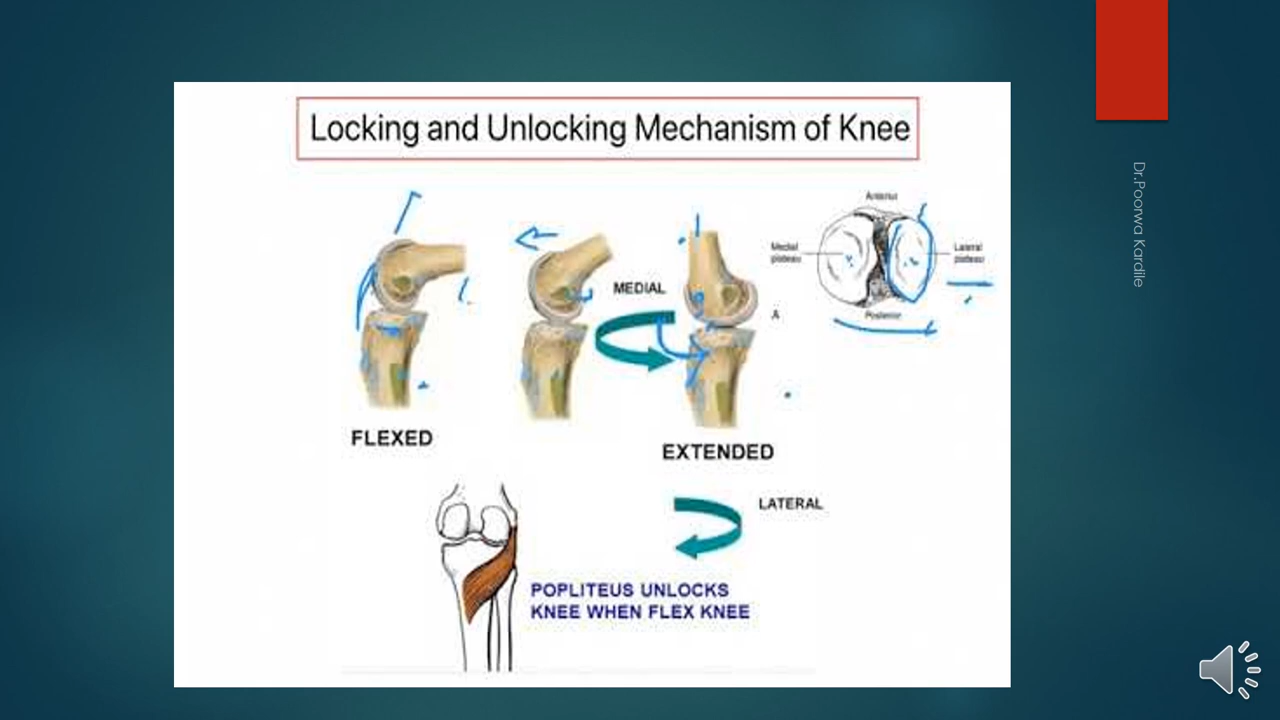 Locking and Unlocking Mechanism of Knee
Anterior
Medial
plateau
Lateral
plateau
Posterior
MEDIAL
A
FLEXED
EXTENDED
LATERAL
POPLITEUS UNLOCKS
KNEE WHEN FLEX KNEE
Dr.Poorwa Kardile